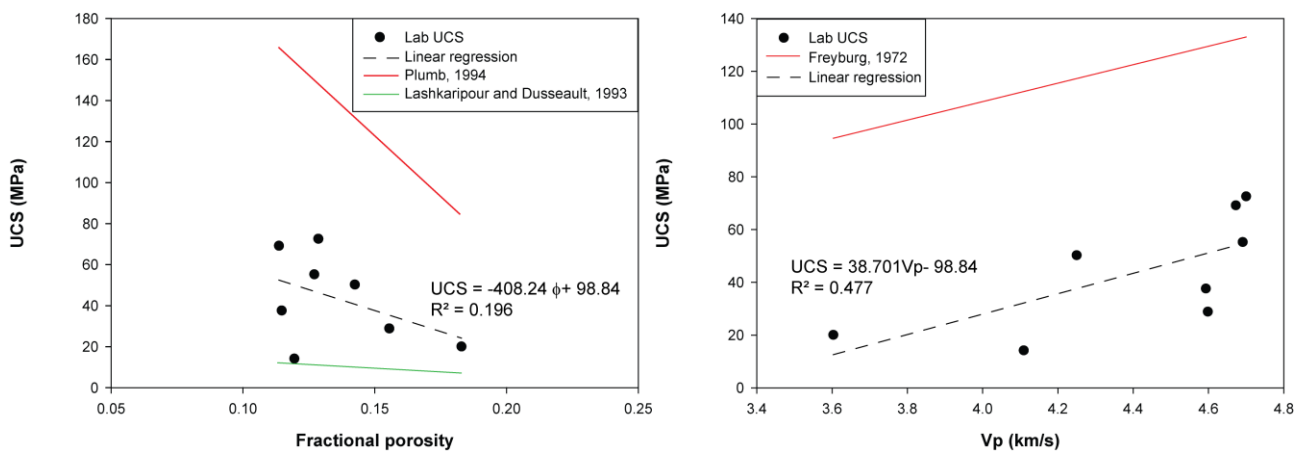 180
160
140
120
100
80
60
40
20
0
UCS (MPa)
Lab UCS
Linear regression
Plumb, 1994
Lashkaripour and Dusseault, 1993
UCS = -408.24 ϕ+ 98.84
R² = 0.196
0.05 0.10 0.15 0.20 0.25
Fractional porosity
140
120
100
80
60
40
20
0
UCS (MPa)
Lab UCS
Freyburg, 1972
Linear regression
UCS = 38.701Vp- 98.84
R² = 0.477
3.4 3.6 3.8 4.0 4.2 4.4 4.6 4.8
Vp (km/s)